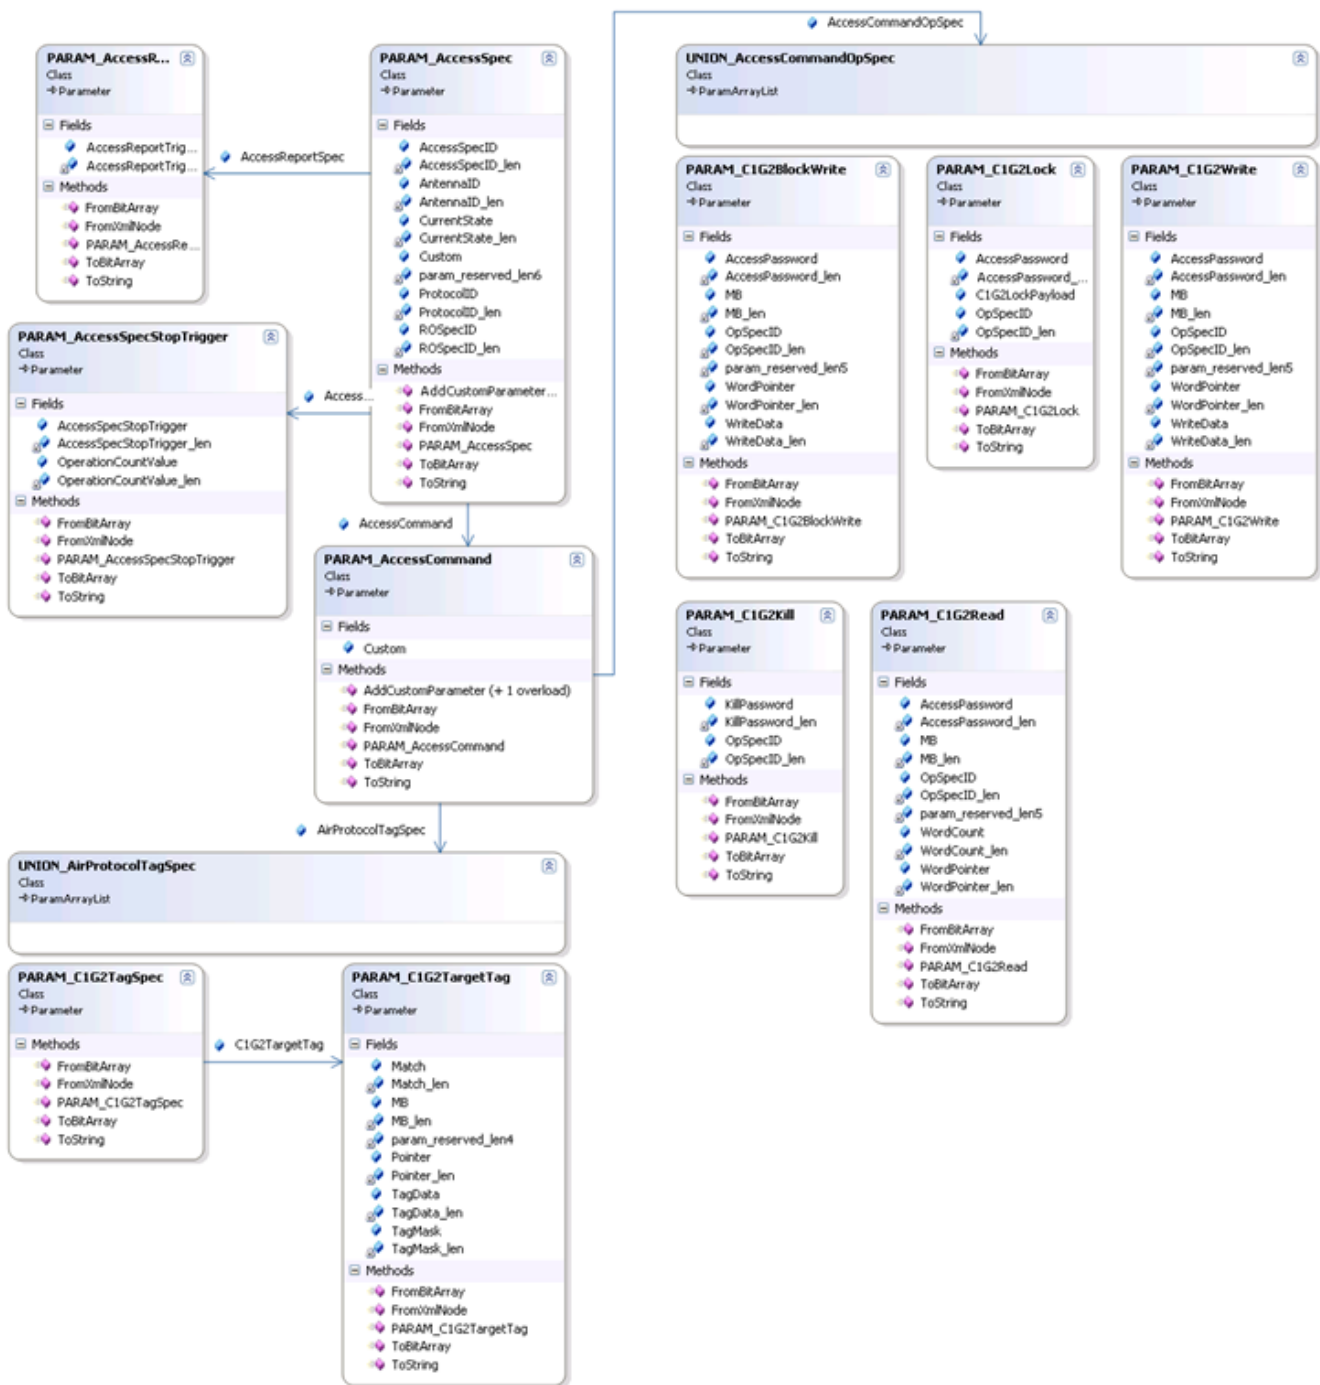 AccessCommandOpSpec
PARAM_AccessR...
Class
Parameter
Fields
AccessReportTrig...
AccessReportTrig...
Methods
FromBitArray
FromXmlNode
PARAM_AccessRe...
ToBitArray
ToString
AccessReportSpec
PARAM_AccessSpec
Class
Parameter
Fields
AccessSpecID
AccessSpecID_len
AntennaID
AntennaID_len
CurrentState
CurrentState_len
Custom
param_reserved_len6
ProtocolID
ProtocolID_len
ROSpecID
ROSpecID_len
Methods
AddCustomParameter...
FromBitArray
FromXmlNode
PARAM_AccessSpec
ToBitArray
ToString
UNION_AccessCommandOpSpec
Class
ParamArrayList
PARAM_C1G2BlockWrite
Class
Parameter
Fields
AccessPassword
AccessPassword_len
MB
MB_len
OpSpecID
OpSpecID_len
param_reserved_len5
WordPointer
WordPointer_len
WriteData
WriteData_len
Methods
FromBitArray
FromXmlNode
PARAM_C1G2BlockWrite
ToBitArray
ToString
PARAM_C1G2Lock
Class
Parameter
Fields
AccessPassword
AccessPassword_...
C1G2LockPayload
OpSpecID
OpSpecID_len
Methods
FromBitArray
FromXmlNode
PARAM_C1G2Lock
ToBitArray
ToString
PARAM_C1G2Write
Class
Parameter
Fields
AccessPassword
AccessPassword_len
MB
MB_len
OpSpecID
OpSpecID_len
param_reserved_len5
WordPointer
WordPointer_len
WriteData
WriteData_len
Methods
FromBitArray
FromXmlNode
PARAM_C1G2Write
ToBitArray
ToString
PARAM_AccessSpecStopTrigger
Class
Parameter
Fields
AccessSpecStopTrigger
AccessSpecStopTrigger_len
OperationCountValue
OperationCountValue_len
Methods
FromBitArray
FromXmlNode
PARAM_AccessSpecStopTrigger
ToBitArray
ToString
Access...
AccessCommand
PARAM_AccessCommand
Class
Parameter
Fields
Custom
Methods
AddCustomParameter (+ 1 overload)
FromBitArray
FromXmlNode
PARAM_AccessCommand
ToBitArray
ToString
PARAM_C1G2Kill
Class
Parameter
Fields
KillPassword
KillPassword_len
OpSpecID
OpSpecID_len
Methods
FromBitArray
FromXmlNode
PARAM_C1G2Kill
ToBitArray
ToString
PARAM_C1G2Read
Class
Parameter
Fields
AccessPassword
AccessPassword_len
MB
MB_len
OpSpecID
OpSpecID_len
param_reserved_len5
WordCount
WordCount_len
WordPointer
WordPointer_len
Methods
FromBitArray
FromXmlNode
PARAM_C1G2Read
ToBitArray
ToString
AirProtocolTagSpec
UNION_AirProtocolTagSpec
Class
ParamArrayList
PARAM_C1G2TagSpec
Class
Parameter
Methods
FromBitArray
FromXmlNode
PARAM_C1G2TagSpec
ToBitArray
ToString
C1G2TargetTag
PARAM_C1G2TargetTag
Class
Parameter
Fields
Match
Match_len
MB
MB_len
param_reserved_len4
Pointer
Pointer_len
TagData
TagData_len
TagMask
TagMask_len
Methods
FromBitArray
FromXmlNode
PARAM_C1G2TargetTag
ToBitArray
ToString